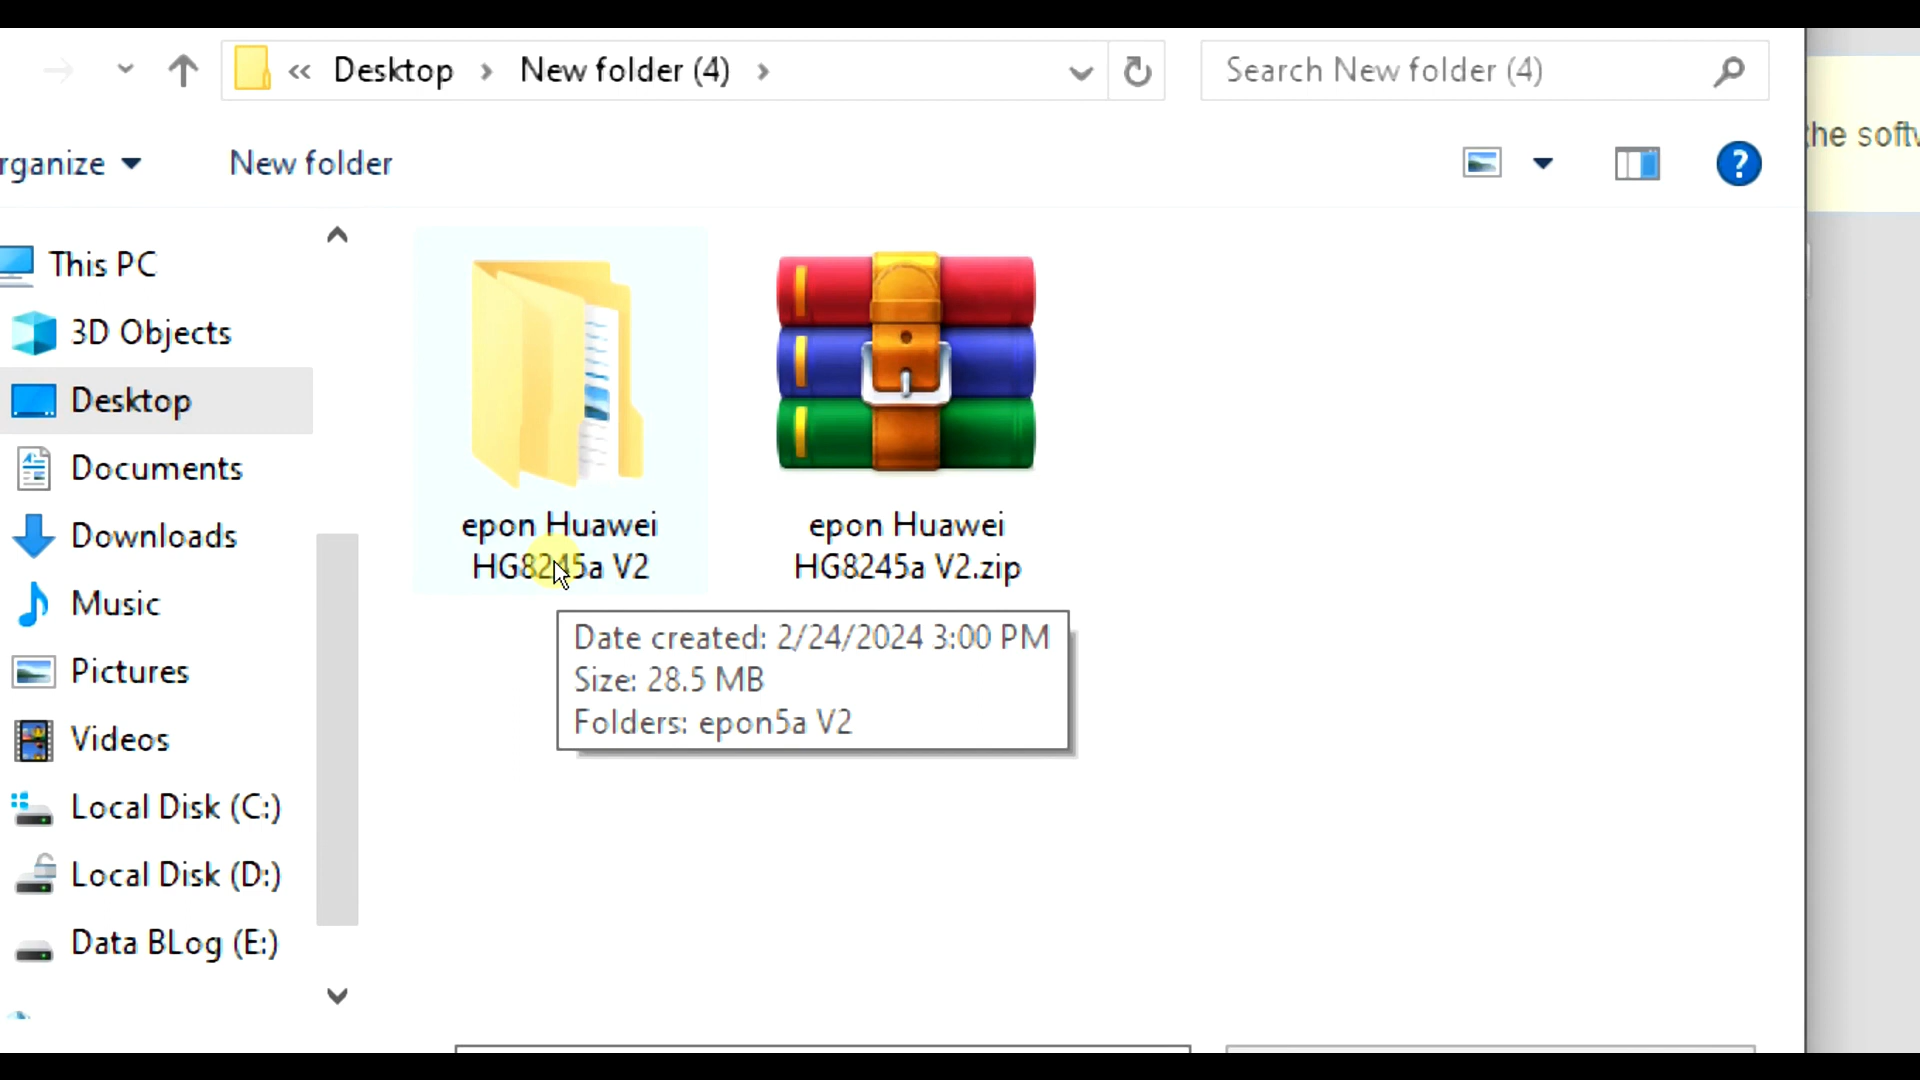 « Desktop › New folder (4) ›
Search New folder (4)
he softw
rganize
New folder
?
This PC
3D Objects
Desktop
Documents
Downloads
Music
Pictures
Videos
Local Disk (C:)
Local Disk (D:)
Data BLog (E:)
epon Huawei
HG8245a V2
epon Huawei
HG8245a V2.zip
Date created: 2/24/2024 3:00 PM
Size: 28.5 MB
Folders: epon5a V2